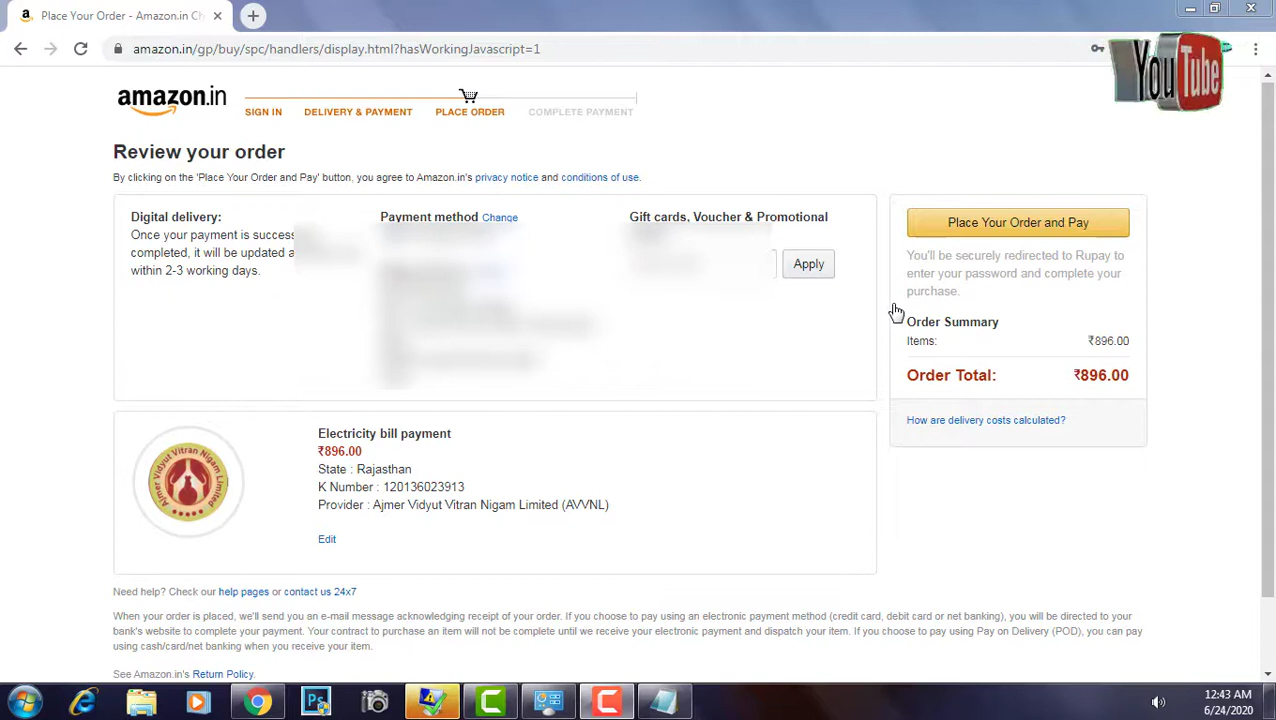 Place Your Order - Amazon.in Ch
amazon.in/gp/buy/spc/handlers/display.html?hasWorkingJavascript=1
YouTube
amazon.in
SIGN IN
DELIVERY & PAYMENT
PLACE ORDER
COMPLETE PAYMENT
Review your order
By clicking on the 'Place Your Order and Pay' button, you agree to Amazon.in's privacy notice and conditions of use.
Digital delivery:
Once your payment is success
completed, it will be updated a
within 2-3 working days.
Payment method Change
Gift cards, Voucher & Promotional
Apply
Place Your Order and Pay
You'll be securely redirected to Rupay to
enter your password and complete your
purchase.
Order Summary
Items: ₹896.00
Order Total: ₹896.00
How are delivery costs calculated?
Ajmer Vidyut Vitran Nigam Limited
Electricity bill payment
₹896.00
State : Rajasthan
K Number : 120136023913
Provider : Ajmer Vidyut Vitran Nigam Limited (AVVNL)
Edit
Need help? Check our help pages or contact us 24x7
When your order is placed, we'll send you an e-mail message acknowledging receipt of your order. If you choose to pay using an electronic payment method (credit card, debit card or net banking), you will be directed to your
bank's website to complete your payment. Your contract to purchase an item will not be complete until we receive your electronic payment and dispatch your item. If you choose to pay using Pay on Delivery (POD), you can pay
using cash/card/net banking when you receive your item.
See Amazon.in's Return Policy.
Ps
12:43 AM
6/24/2020